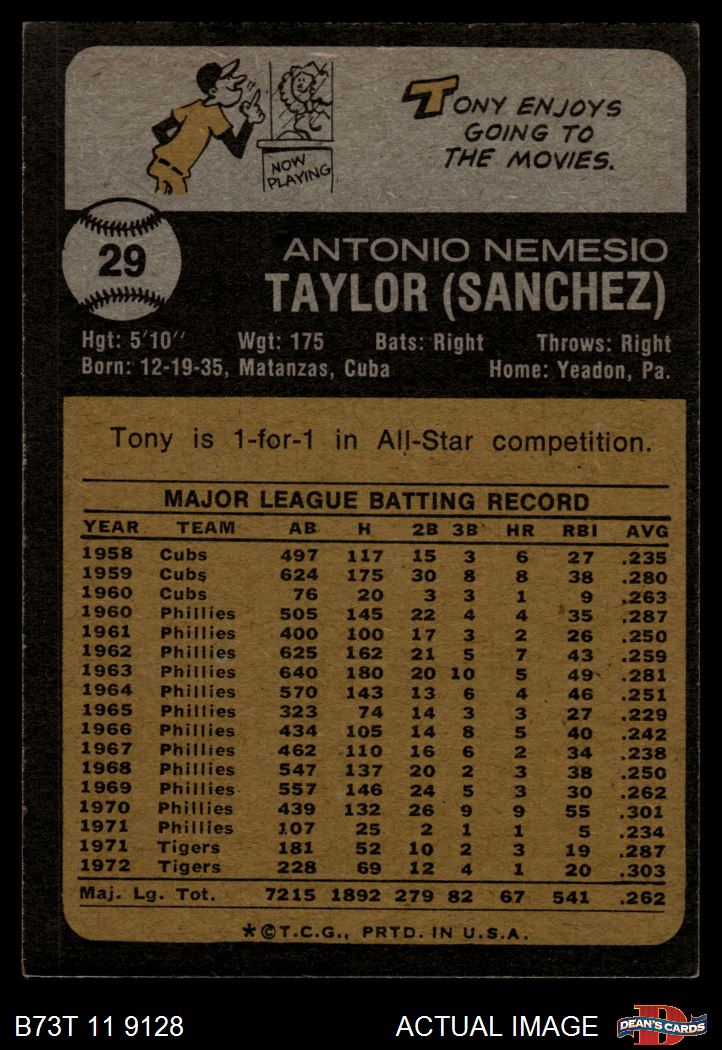 TONY ENJOYS
GOING TO
THE MOVIES.
NOW
PLAYING
29
ANTONIO NEMESIO
TAYLOR (SANCHEZ)
Hgt: 5'10" Wgt: 175 Bats: Right Throws: Right
Born: 12-19-35, Matanzas, Cuba Home: Yeadon, Pa.
Tony is 1-for-1 in All-Star competition.
MAJOR LEAGUE BATTING RECORD
YEAR TEAM AB H 2B 3B HR RBI AVG
1958 Cubs 497 117 15 3 6 27 .235
1959 Cubs 624 175 30 8 8 38 .280
1960 Cubs 76 20 3 3 1 9 .263
1960 Phillies 505 145 22 4 4 35 .287
1961 Phillies 400 100 17 3 2 26 .250
1962 Phillies 625 162 21 5 7 43 .259
1963 Phillies 640 180 20 10 5 49 .281
1964 Phillies 570 143 13 6 4 46 .251
1965 Phillies 323 74 14 3 3 27 .229
1966 Phillies 434 105 14 8 5 40 .242
1967 Phillies 462 110 16 6 2 34 .238
1968 Phillies 547 137 20 2 3 38 .250
1969 Phillies 557 146 24 5 3 30 .262
1970 Phillies 439 132 26 9 9 55 .301
1971 Phillies 107 25 2 1 1 5 .234
1971 Tigers 181 52 10 2 3 19 .287
1972 Tigers 228 69 12 4 1 20 .303
Maj. Lg. Tot. 7215 1892 279 82 67 541 .262
*©T.C.G., PRTD. IN U.S.A.
B73T 11 9128 ACTUAL IMAGE
D
DEAN'S CARDS